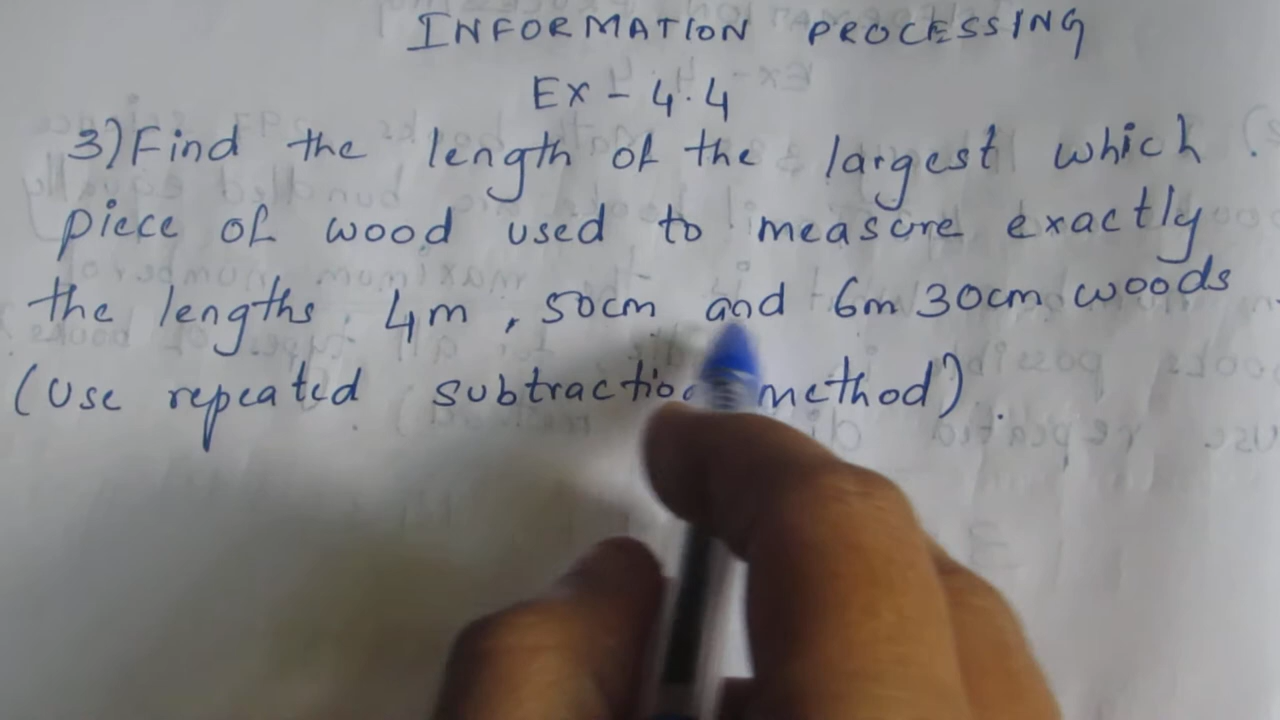 INFORMATION PROCESSING
Ex - 4.4
3) Find the length of the largest which
piece of wood used to measure exactly
the lengths 4m, 50cm and 6m 30cm woods
(Use repeated subtraction method).